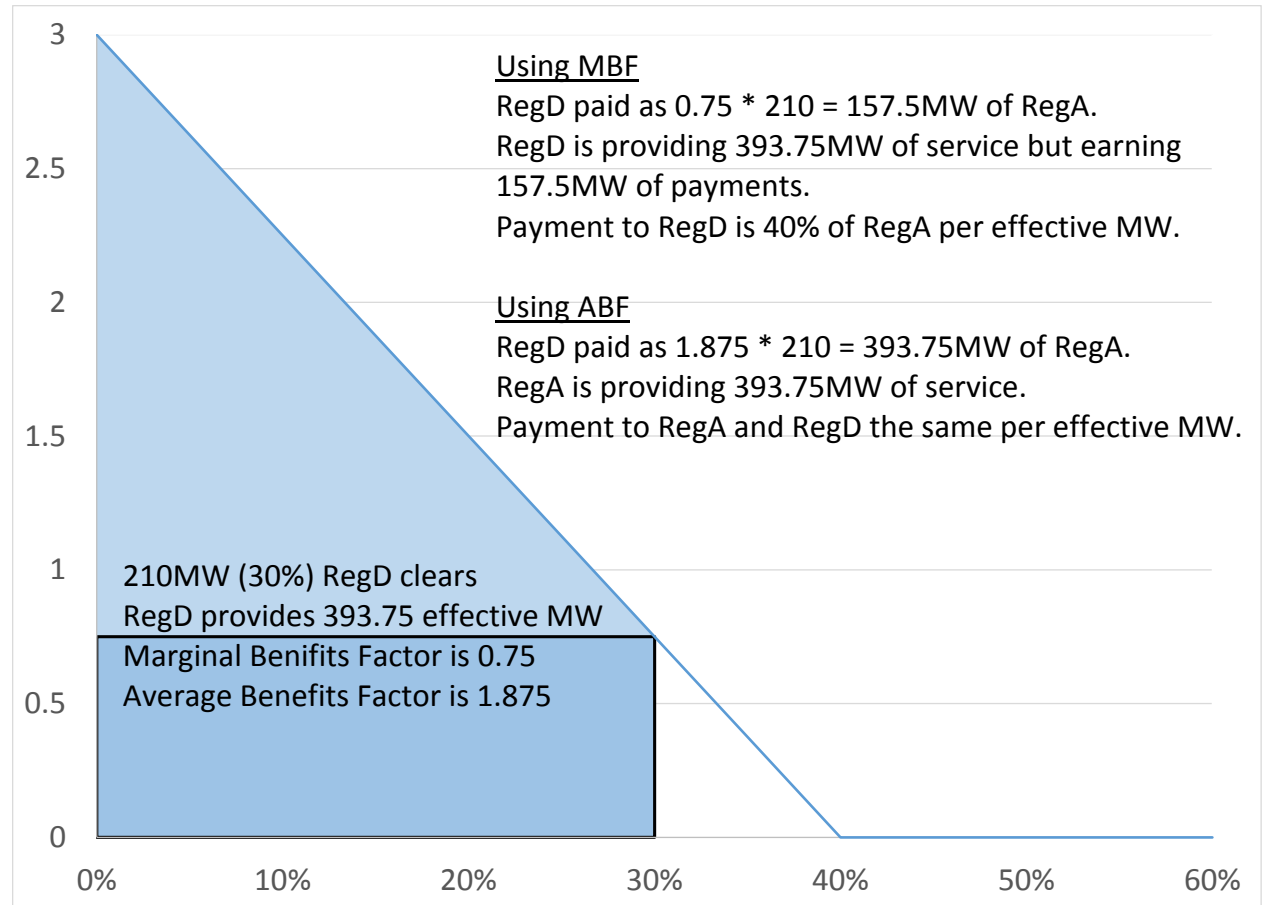 3
Using MBF
RegD paid as 0.75 * 210 = 157.5MW of RegA.
RegD is providing 393.75MW of service but earning
157.5MW of payments.
Payment to RegD is 40% of RegA per effective MW.
2.5
2
Using ABF
RegD paid as 1.875 * 210 = 393.75MW of RegA.
RegA is providing 393.75MW of service.
Payment to RegA and RegD the same per effective MW.
1.5
1
210MW (30%) RegD clears
RegD provides 393.75 effective MW
Marginal Benifits Factor is 0.75
Average Benefits Factor is 1.875
0.5
0
0% 10% 20% 30% 40% 50% 60%